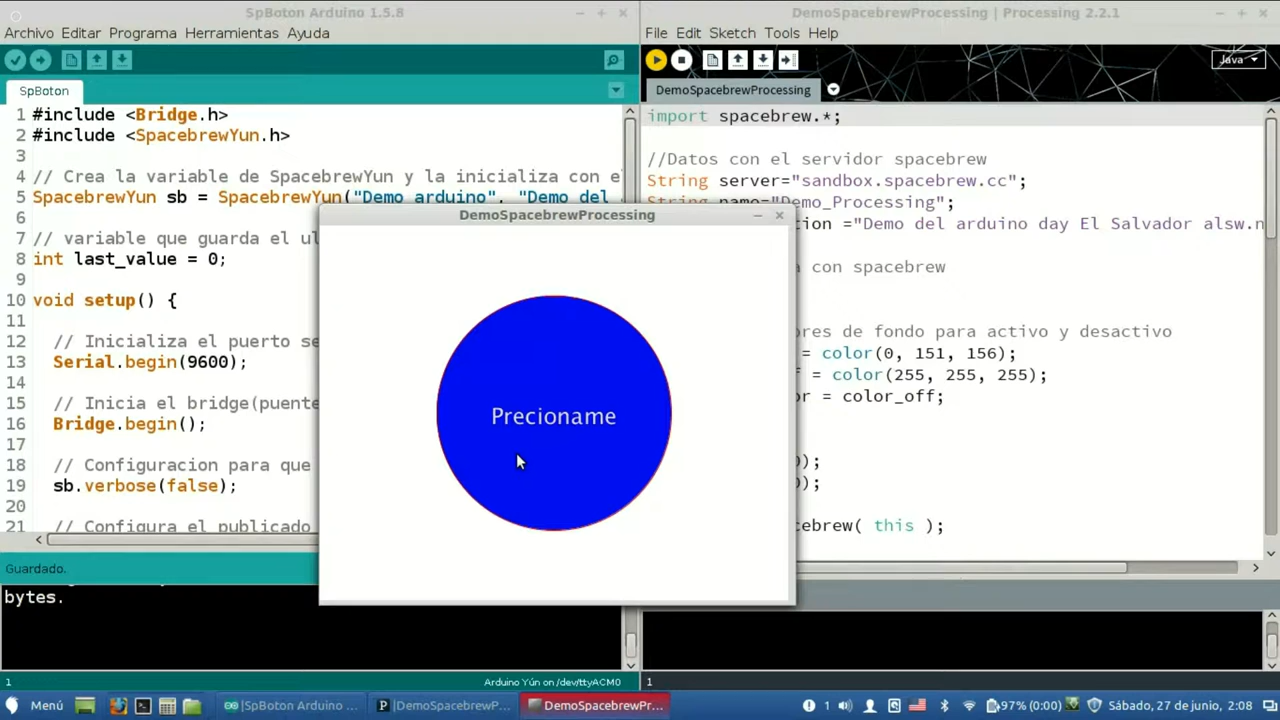 SpBoton Arduino 1.5.8
Archivo Editar Programa Herramientas Ayuda
SpBoton
1 #include <Bridge.h>
2 #include <SpacebrewYun.h>
3
4 // Crea la variable de SpacebrewYun y la inicializa con el
5 SpacebrewYun sb = SpacebrewYun("Demo arduino", "Demo del
6
7 // variable que guarda el ul
8 int last_value = 0;
9
10 void setup() {
11
12 // Inicializa el puerto se
13 Serial.begin(9600);
14
15 // Inicia el bridge(puente
16 Bridge.begin();
17
18 // Configuracion para que
19 sb.verbose(false);
20
21 // Configura el publicado
Guardado.
bytes.
1
Arduino Yún on /dev/ttyACM0
DemoSpacebrewProcessing | Processing 2.2.1
File Edit Sketch Tools Help
Java
DemoSpacebrewProcessing
import spacebrew.*;
//Datos con el servidor spacebrew
String server="sandbox.spacebrew.cc";
String name="Demo_Processing";
cion ="Demo del arduino day El Salvador alsw.n
a con spacebrew
res de fondo para activo y desactivo
= color(0, 151, 156);
f = color(255, 255, 255);
or = color_off;
);
);
cebrew( this );
1
DemoSpacebrewProcessing
Precioname
Menú
|SpBoton Arduino ...
|DemoSpacebrewP...
DemoSpacebrewPr...
1
97% (0:00)
Sábado, 27 de junio, 2:08